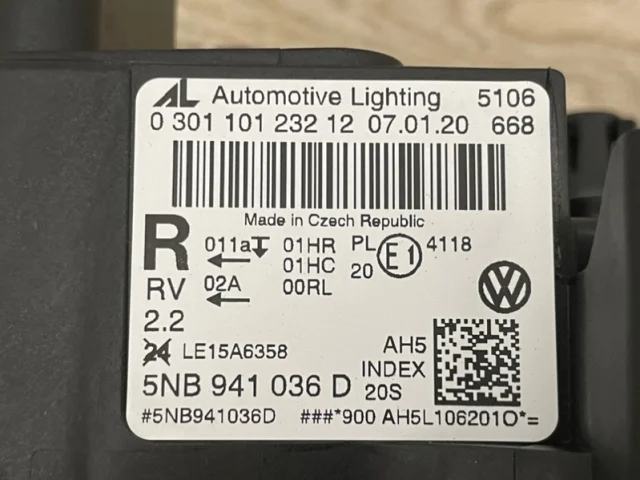 AL Automotive Lighting 5106
0 301 101 232 12 07.01.20 668
Made in Czech Republic
R 011a 01HR PL E1 4118
01HC 20
RV 02A 00RL
2.2
24 LE15A6358 AH5
5NB 941 036 D INDEX 20S
#5NB941036D ###*900 AH5L106201O*=